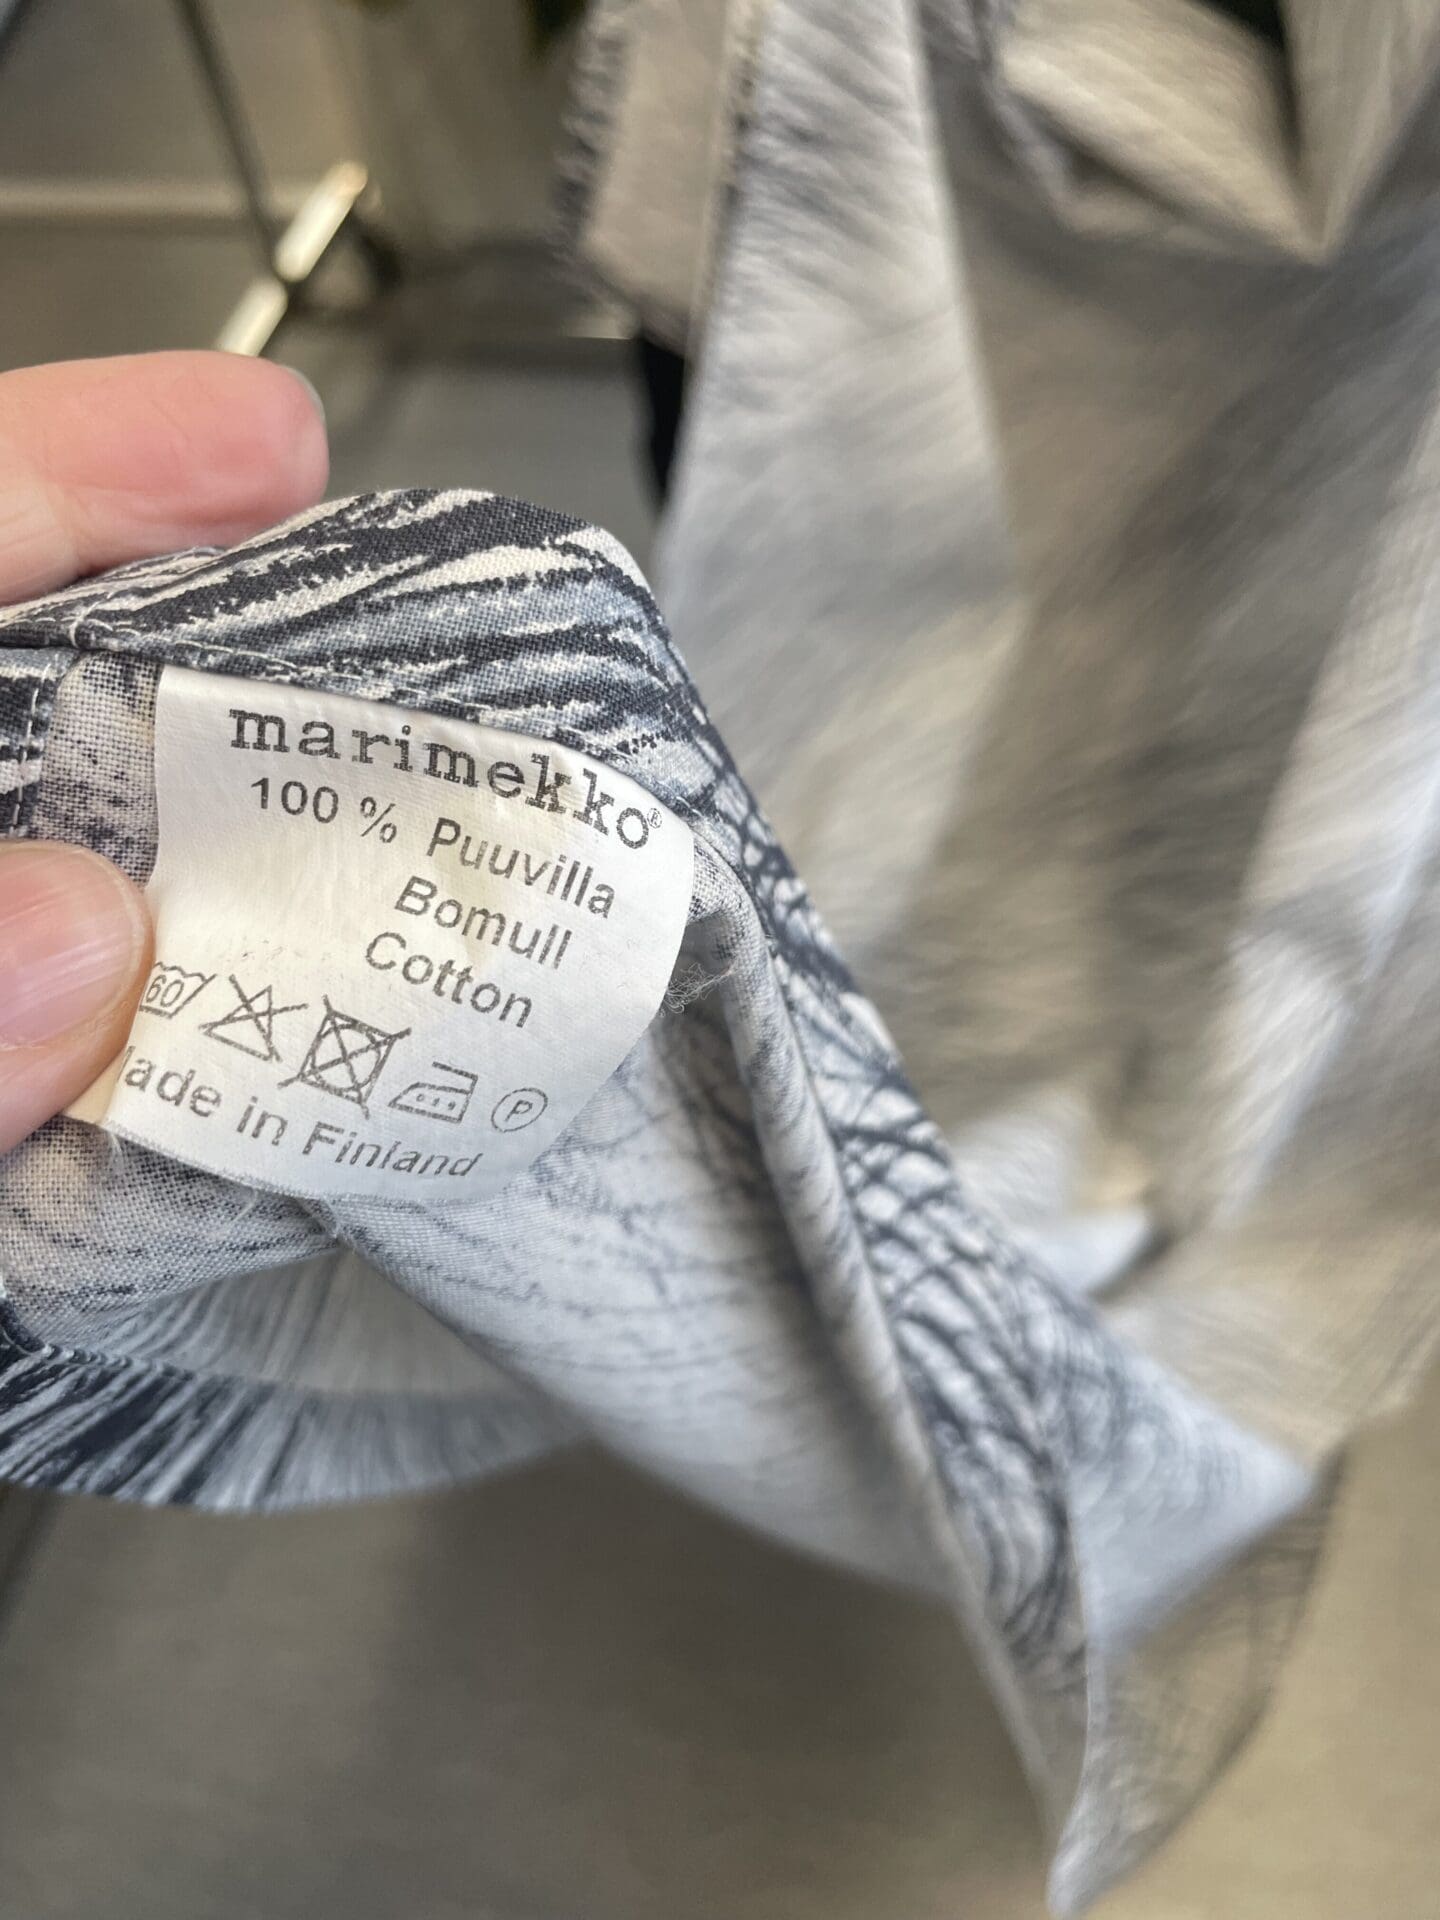 marimekko®
100 % Puuvilla
Bomull
Cotton
60 P
Made in Finland